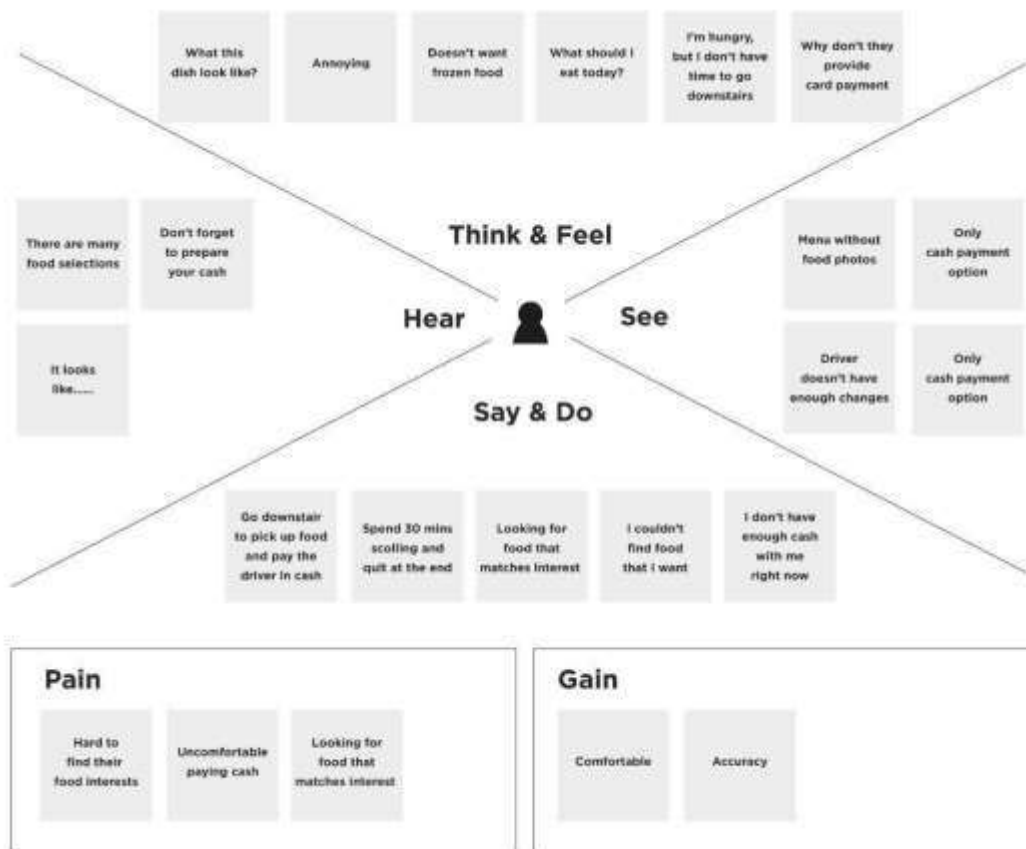 What this
dish look like?
Annoying
Doesn't want
frozen food
What should I
eat today?
I'm hungry,
but I don't have
time to go
downstairs
Why don't they
provide
card payment
Think & Feel
There are many
food selections
Don't forget
to prepare
your cash
It looks
like.....
Hear
See
Mena without
food photos
Only
cash payment
option
Driver
doesn't have
enough changes
Only
cash payment
option
Say & Do
Go downstair
to pick up food
and pay the
driver in cash
Spend 30 mins
scolling and
quit at the end
Looking for
food that
matches interest
I couldn't
find food
that i want
I don't have
enough cash
with me
right now
Pain
Hard to
find their
food interests
Uncomfortable
paying cash
Looking for
food that
matches interest
Gain
Comfortable
Accuracy